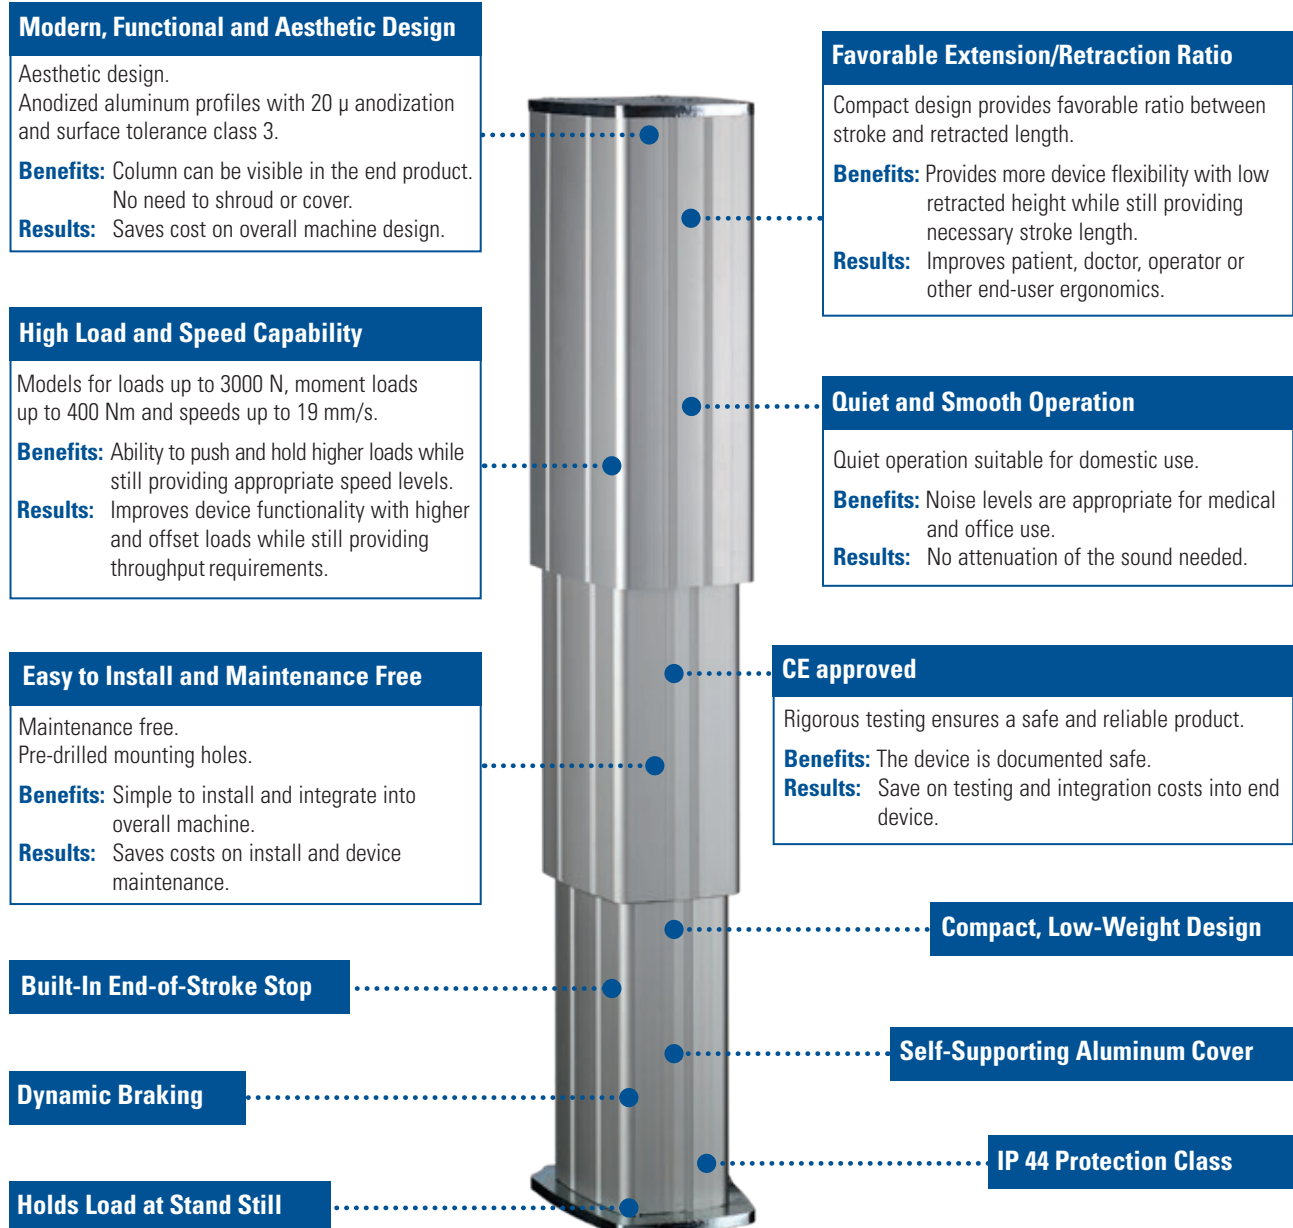 Modern, Functional and Aesthetic Design
Aesthetic design.
Anodized aluminum profiles with 20 µ anodization
and surface tolerance class 3.
Benefits: Column can be visible in the end product.
No need to shroud or cover.
Results: Saves cost on overall machine design.
High Load and Speed Capability
Models for loads up to 3000 N, moment loads
up to 400 Nm and speeds up to 19 mm/s.
Benefits: Ability to push and hold higher loads while
still providing appropriate speed levels.
Results: Improves device functionality with higher
and offset loads while still providing
throughput requirements.
Easy to Install and Maintenance Free
Maintenance free.
Pre-drilled mounting holes.
Benefits: Simple to install and integrate into
overall machine.
Results: Saves costs on install and device
maintenance.
Built-In End-of-Stroke Stop
Dynamic Braking
Holds Load at Stand Still
Favorable Extension/Retraction Ratio
Compact design provides favorable ratio between
stroke and retracted length.
Benefits: Provides more device flexibility with low
retracted height while still providing
necessary stroke length.
Results: Improves patient, doctor, operator or
other end-user ergonomics.
Quiet and Smooth Operation
Quiet operation suitable for domestic use.
Benefits: Noise levels are appropriate for medical
and office use.
Results: No attenuation of the sound needed.
CE approved
Rigorous testing ensures a safe and reliable product.
Benefits: The device is documented safe.
Results: Save on testing and integration costs into end
device.
Compact, Low-Weight Design
Self-Supporting Aluminum Cover
IP 44 Protection Class